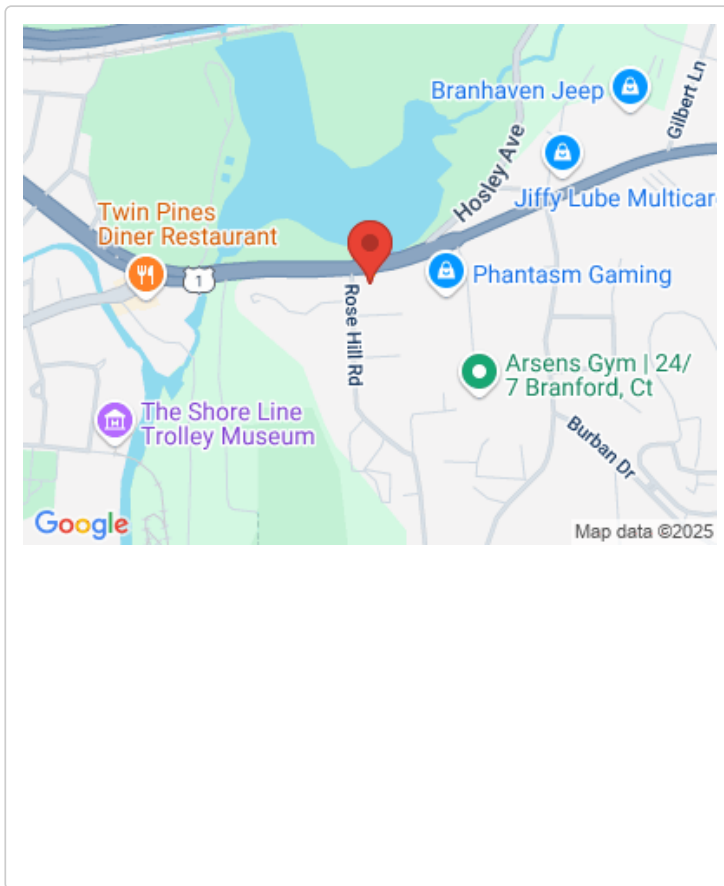 Branhaven Jeep
Gilbert Ln
Hosley Ave
Jiffy Lube Multicar
Twin Pines
Diner Restaurant
1
Phantasm Gaming
Rose Hill Rd
Arsens Gym | 24/
7 Branford, Ct
The Shore Line
Trolley Museum
Burban Dr
Google
Map data ©2025